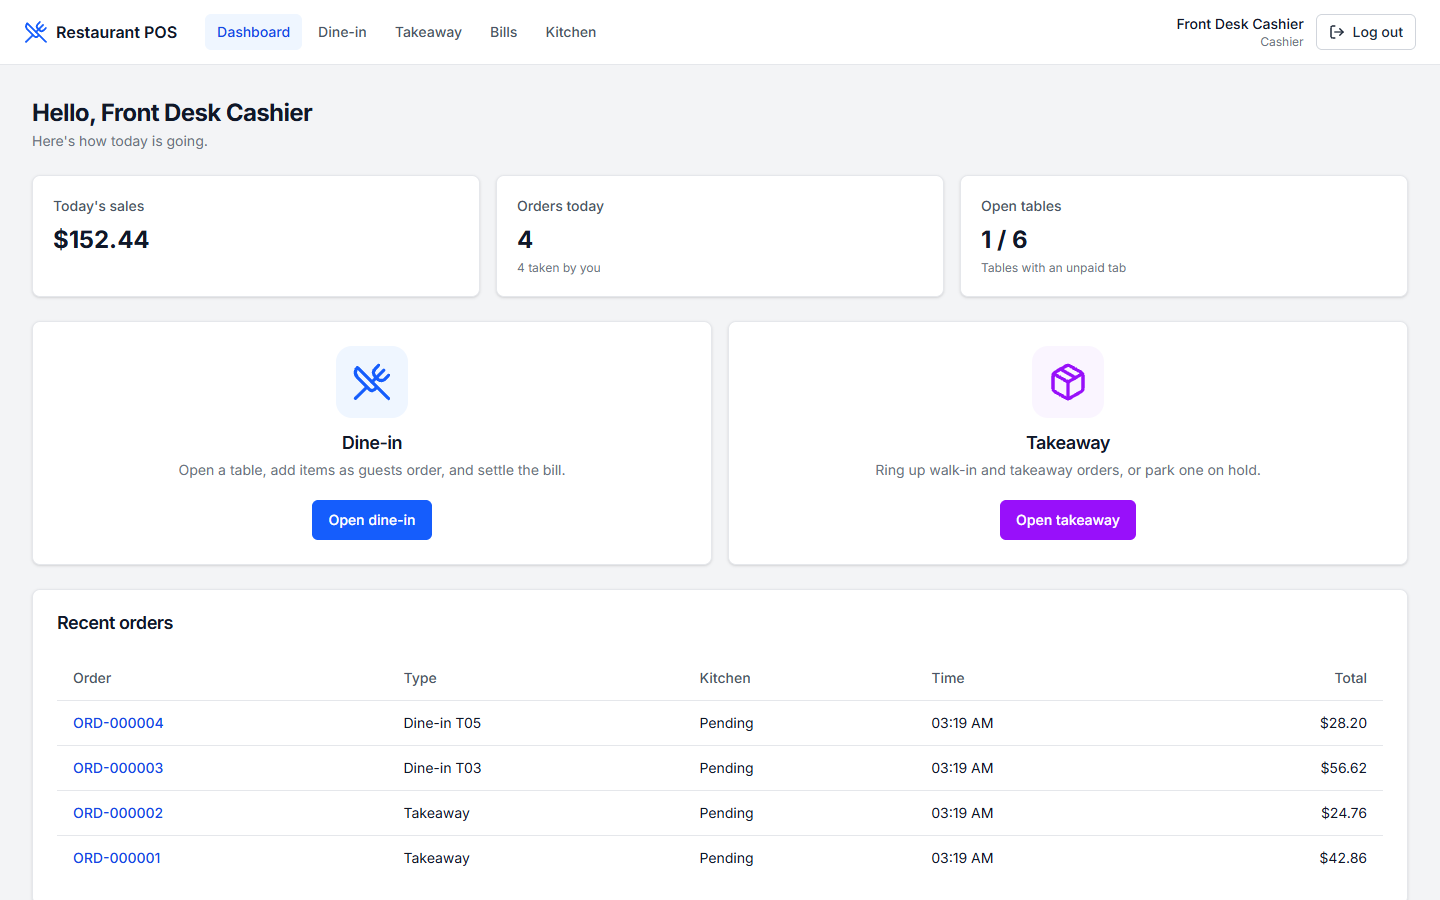 Restaurant POS
Dashboard
Dine-in
Takeaway
Bills
Kitchen
Front Desk Cashier
Cashier
Log out
Hello, Front Desk Cashier
Here's how today is going.
Today's sales
$152.44
Orders today
4
4 taken by you
Open tables
1 / 6
Tables with an unpaid tab
Dine-in
Open a table, add items as guests order, and settle the bill.
Open dine-in
Takeaway
Ring up walk-in and takeaway orders, or park one on hold.
Open takeaway
Recent orders
Order Type Kitchen Time Total
ORD-000004 Dine-in T05 Pending 03:19 AM $28.20
ORD-000003 Dine-in T03 Pending 03:19 AM $56.62
ORD-000002 Takeaway Pending 03:19 AM $24.76
ORD-000001 Takeaway Pending 03:19 AM $42.86